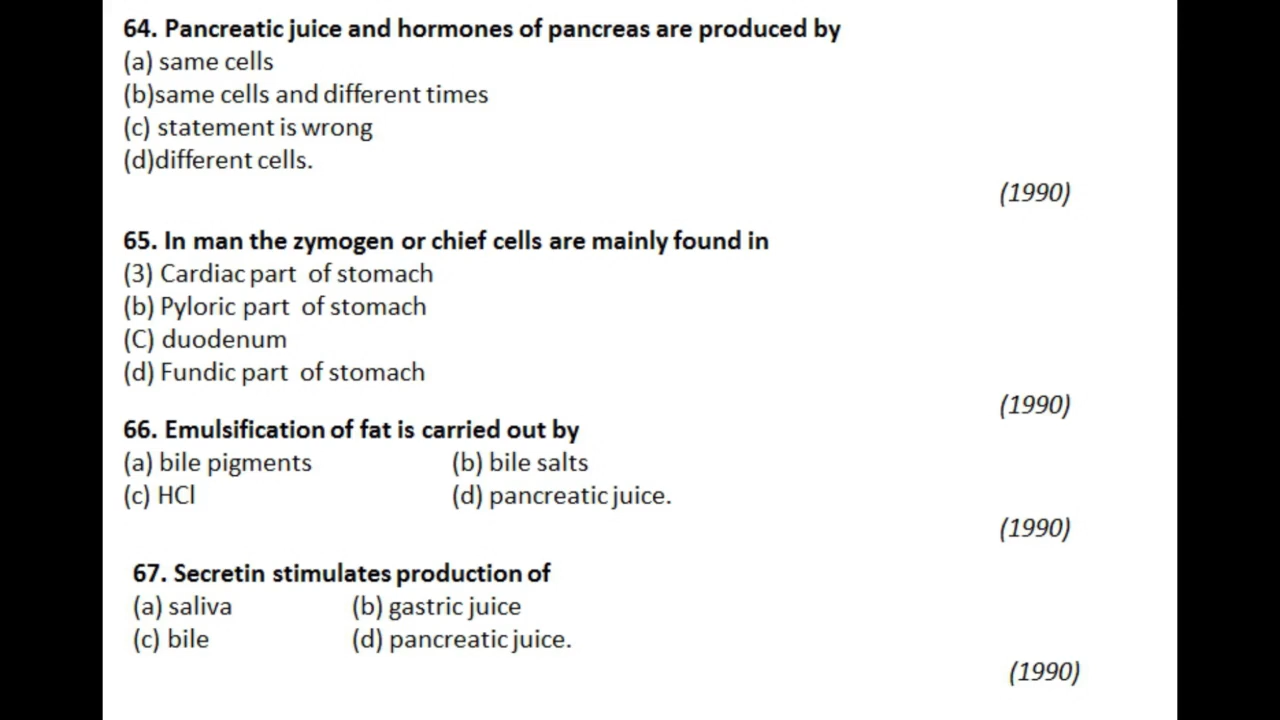 64. Pancreatic juice and hormones of pancreas are produced by
(a) same cells
(b)same cells and different times
(c) statement is wrong
(d)different cells.
(1990)
65. In man the zymogen or chief cells are mainly found in
(3) Cardiac part of stomach
(b) Pyloric part of stomach
(C) duodenum
(d) Fundic part of stomach
(1990)
66. Emulsification of fat is carried out by
(a) bile pigments (b) bile salts
(c) HCl (d) pancreatic juice.
(1990)
67. Secretin stimulates production of
(a) saliva (b) gastric juice
(c) bile (d) pancreatic juice.
(1990)